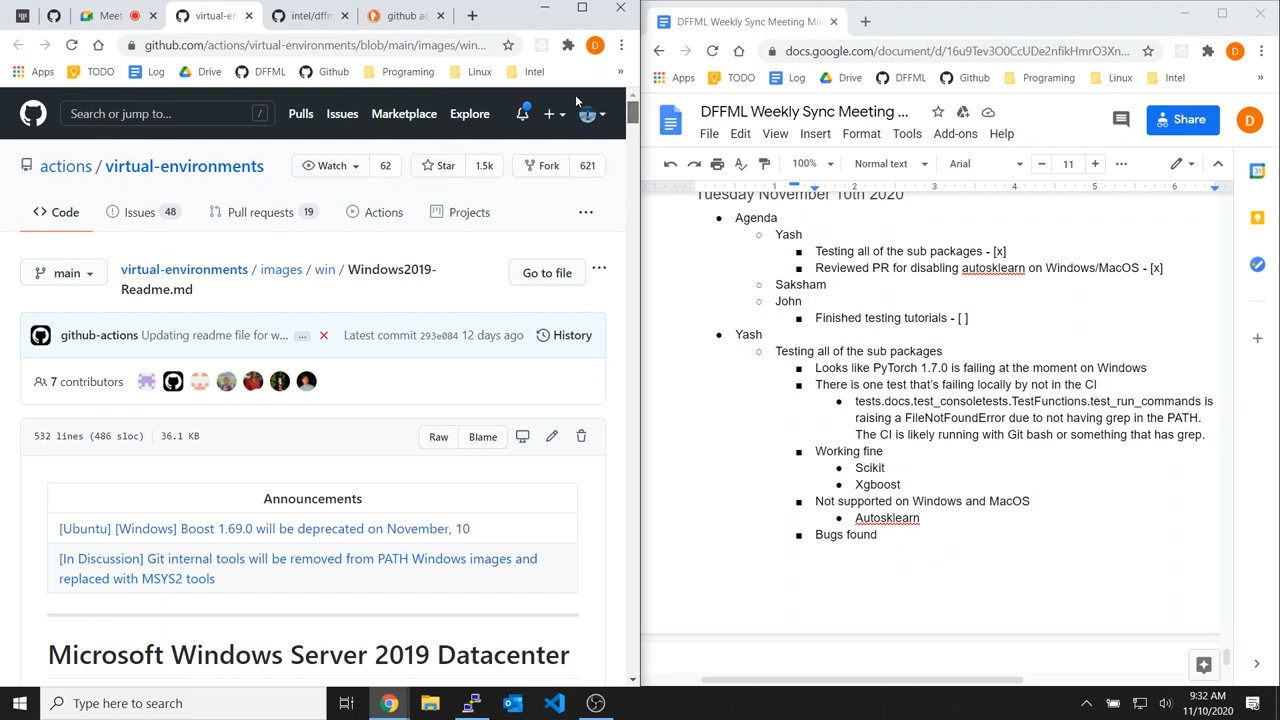 Meet
virtual-en
intel/dffm
github ac
github.com/actions/virtual-environments/blob/main/images/win...
Apps
TODO
Log
Drive
DFFML
Github
Programing
Linux
Intel
»
Search or jump to...
/
Pulls
Issues
Marketplace
Explore
actions / virtual-environments
Watch
62
Star
1.5k
Fork
621
Code
Issues 48
Pull requests 19
Actions
Projects
main
virtual-environments / images / win / Windows2019-
Readme.md
Go to file
github-actions Updating readme file for w...
Latest commit 293e084 12 days ago
History
7 contributors
532 lines (486 sloc)
36.1 KB
Raw
Blame
Announcements
[Ubuntu] [Windows] Boost 1.69.0 will be deprecated on November, 10
[In Discussion] Git internal tools will be removed from PATH Windows images and
replaced with MSYS2 tools
Microsoft Windows Server 2019 Datacenter
DFFML Weekly Sync Meeting Min
docs.google.com/document/d/16u9Tev3O0CcUDe2nfikHmrO3Xn...
D
Apps
TODO
Log
Drive
DFFML
Github
Programing
Linux
Intel
»
DFFML Weekly Sync Meeting ...
File
Edit
View
Insert
Format
Tools
Add-ons
Help
Share
D
100%
Normal text
Arial
11
1
2
3
4
5
6
Tuesday November 10th 2020
Agenda
Yash
Testing all of the sub packages - [x]
Reviewed PR for disabling autosklearn on Windows/MacOS - [x]
Saksham
John
Finished testing tutorials - [ ]
Yash
Testing all of the sub packages
Looks like PyTorch 1.7.0 is failing at the moment on Windows
There is one test that's failing locally by not in the CI
tests.docs.test_consoletests.TestFunctions.test_run_commands is
raising a FileNotFoundError due to not having grep in the PATH.
The CI is likely running with Git bash or something that has grep.
Working fine
Scikit
Xgboost
Not supported on Windows and MacOS
Autosklearn
Bugs found
Type here to search
9:32 AM
11/10/2020